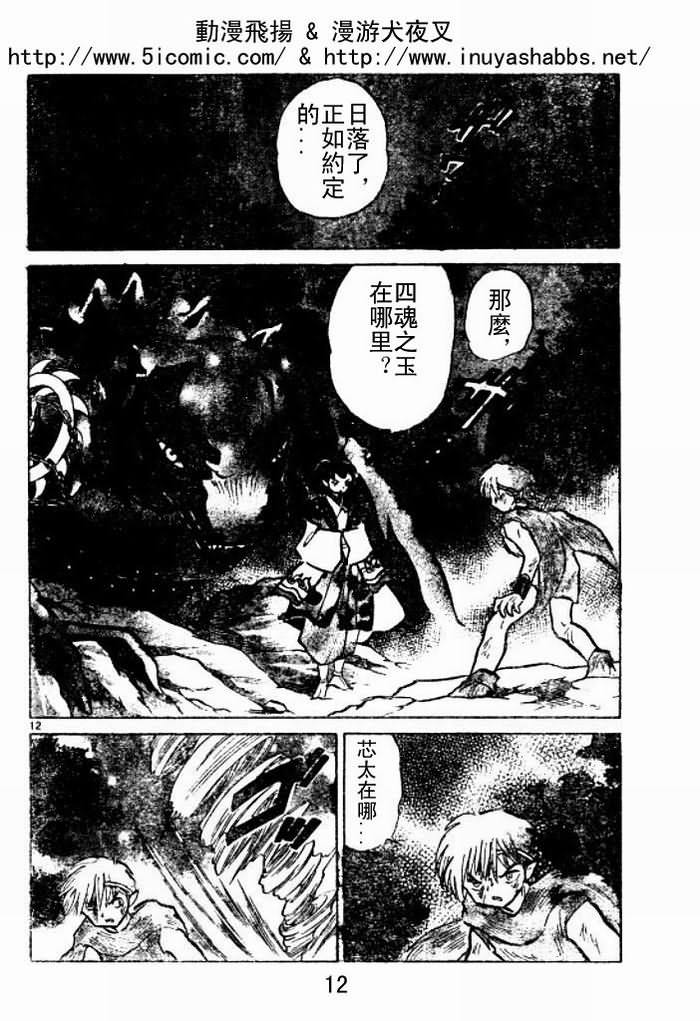 動漫飛揚 & 漫游犬夜叉
http://www.5icomic.com/ & http://www.inuyashabbs.net/
日落了，
正如約定
的…
那麼，
四魂之玉
在哪里？
12
芯太在哪
…
12